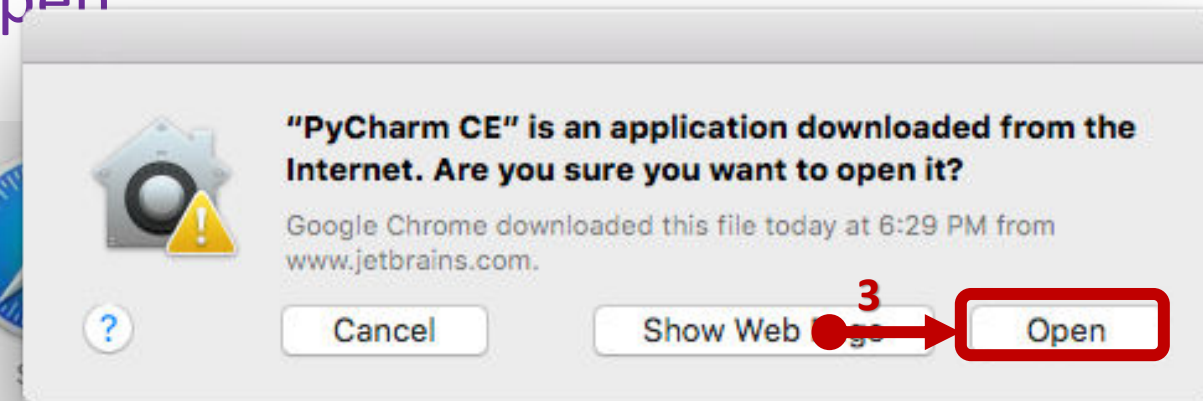 "PyCharm CE" is an application downloaded from the
Internet. Are you sure you want to open it?
Google Chrome downloaded this file today at 6:29 PM from
www.jetbrains.com.
3
?
Cancel
Show Web
Open